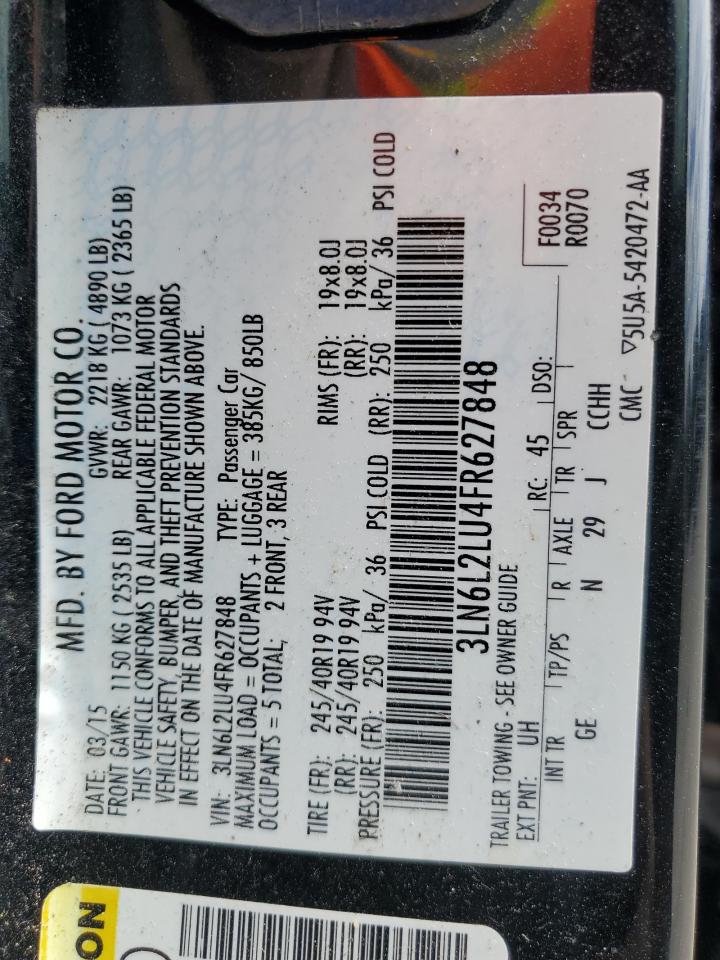 MFD. BY FORD MOTOR CO.
DATE: 03/15 GVWR: 2218 KG ( 4890 LB)
FRONT GAWR: 1150 KG ( 2535 LB) REAR GAWR: 1073 KG ( 2365 LB)
THIS VEHICLE CONFORMS TO ALL APPLICABLE FEDERAL MOTOR
VEHICLE SAFETY, BUMPER, AND THEFT PREVENTION STANDARDS
IN EFFECT ON THE DATE OF MANUFACTURE SHOWN ABOVE.
VIN: 3LN6L2LU4FR627848 TYPE: Passenger Car
MAXIMUM LOAD = OCCUPANTS + LUGGAGE = 385KG/ 850LB
OCCUPANTS = 5 TOTAL; 2 FRONT, 3 REAR
TIRE (FR): 245/40R19 94V RIMS (FR): 19x8.0J
(RR): 245/40R19 94V (RR): 19x8.0J
PRESSURE (FR): 250 kPa/ 36 PSI COLD (RR): 250 kPa/ 36 PSI COLD
3LN6L2LU4FR627848
TRAILER TOWING - SEE OWNER GUIDE
F0034
EXT PNT: UH RC: 45 DSO: R0070
INT TR TP/PS R AXLE TR SPR
GE N 29 J CCHH
CMC ▽5U5A-5420472-AA
ON